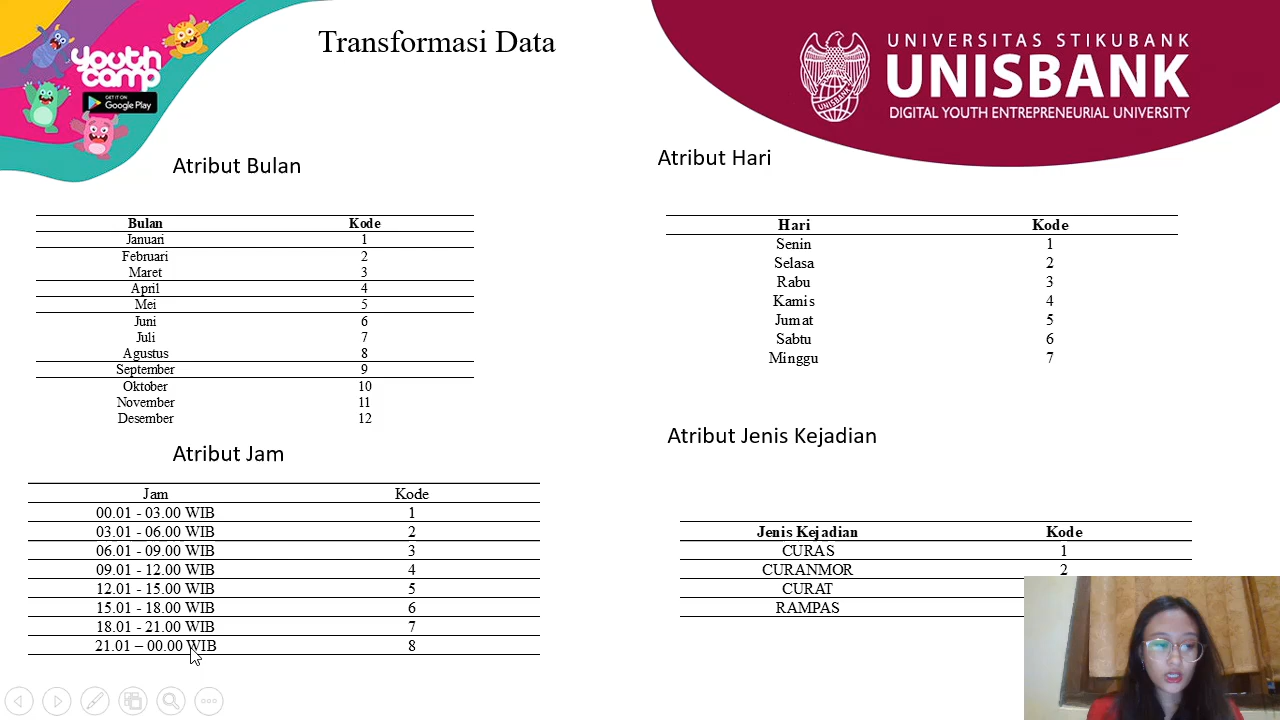 Transformasi Data
youth
camp
GET IT ON
Google Play
UNIVERSITAS STIKUBANK
UNISBANK
DIGITAL YOUTH ENTREPRENEURIAL UNIVERSITY
UNISBANK
Atribut Bulan
Bulan Kode
Januari 1
Februari 2
Maret 3
April 4
Mei 5
Juni 6
Juli 7
Agustus 8
September 9
Oktober 10
November 11
Desember 12
Atribut Hari
Hari Kode
Senin 1
Selasa 2
Rabu 3
Kamis 4
Jumat 5
Sabtu 6
Minggu 7
Atribut Jam
Jam Kode
00.01 - 03.00 WIB 1
03.01 - 06.00 WIB 2
06.01 - 09.00 WIB 3
09.01 - 12.00 WIB 4
12.01 - 15.00 WIB 5
15.01 - 18.00 WIB 6
18.01 - 21.00 WIB 7
21.01 – 00.00 WIB 8
Atribut Jenis Kejadian
Jenis Kejadian Kode
CURAS 1
CURANMOR 2
CURAT
RAMPAS